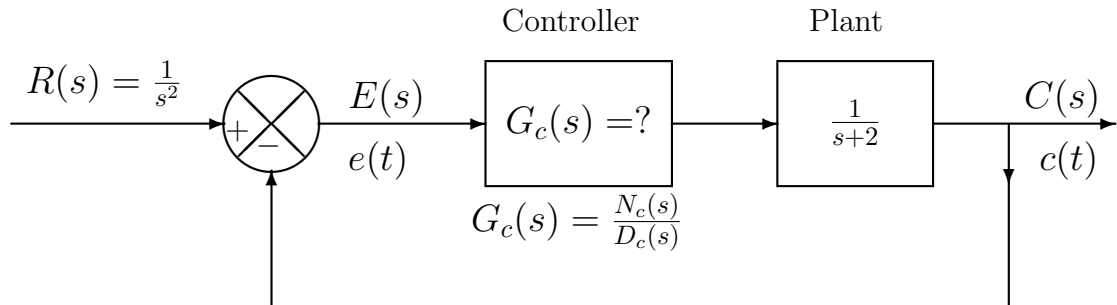 Controller Plant
R(s) = 1/s² E(s) G_c(s) =? 1/(s+2) C(s)
+ − e(t) c(t)
G_c(s) = N_c(s)/D_c(s)